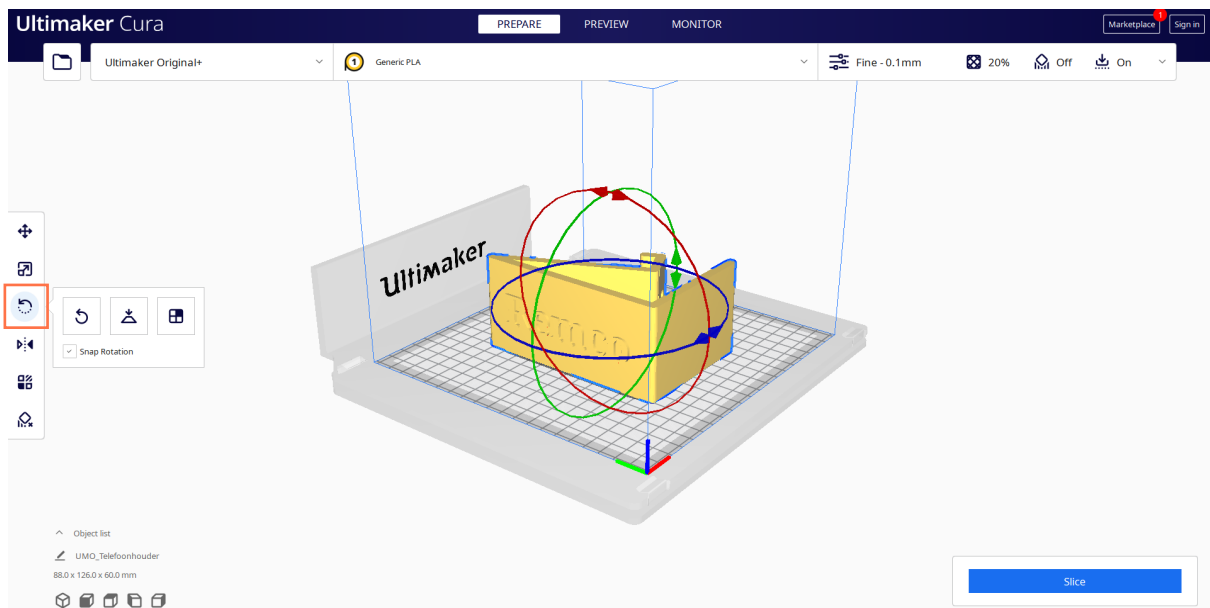 Ultimaker Cura
PREPARE PREVIEW MONITOR
Marketplace 1 Sign in
Ultimaker Original+
1 Generic PLA
Fine - 0.1mm 20% Off On
Ultimaker
Snap Rotation
Object list
UMO_Telefoonhouder
88.0 x 126.0 x 60.0 mm
Slice